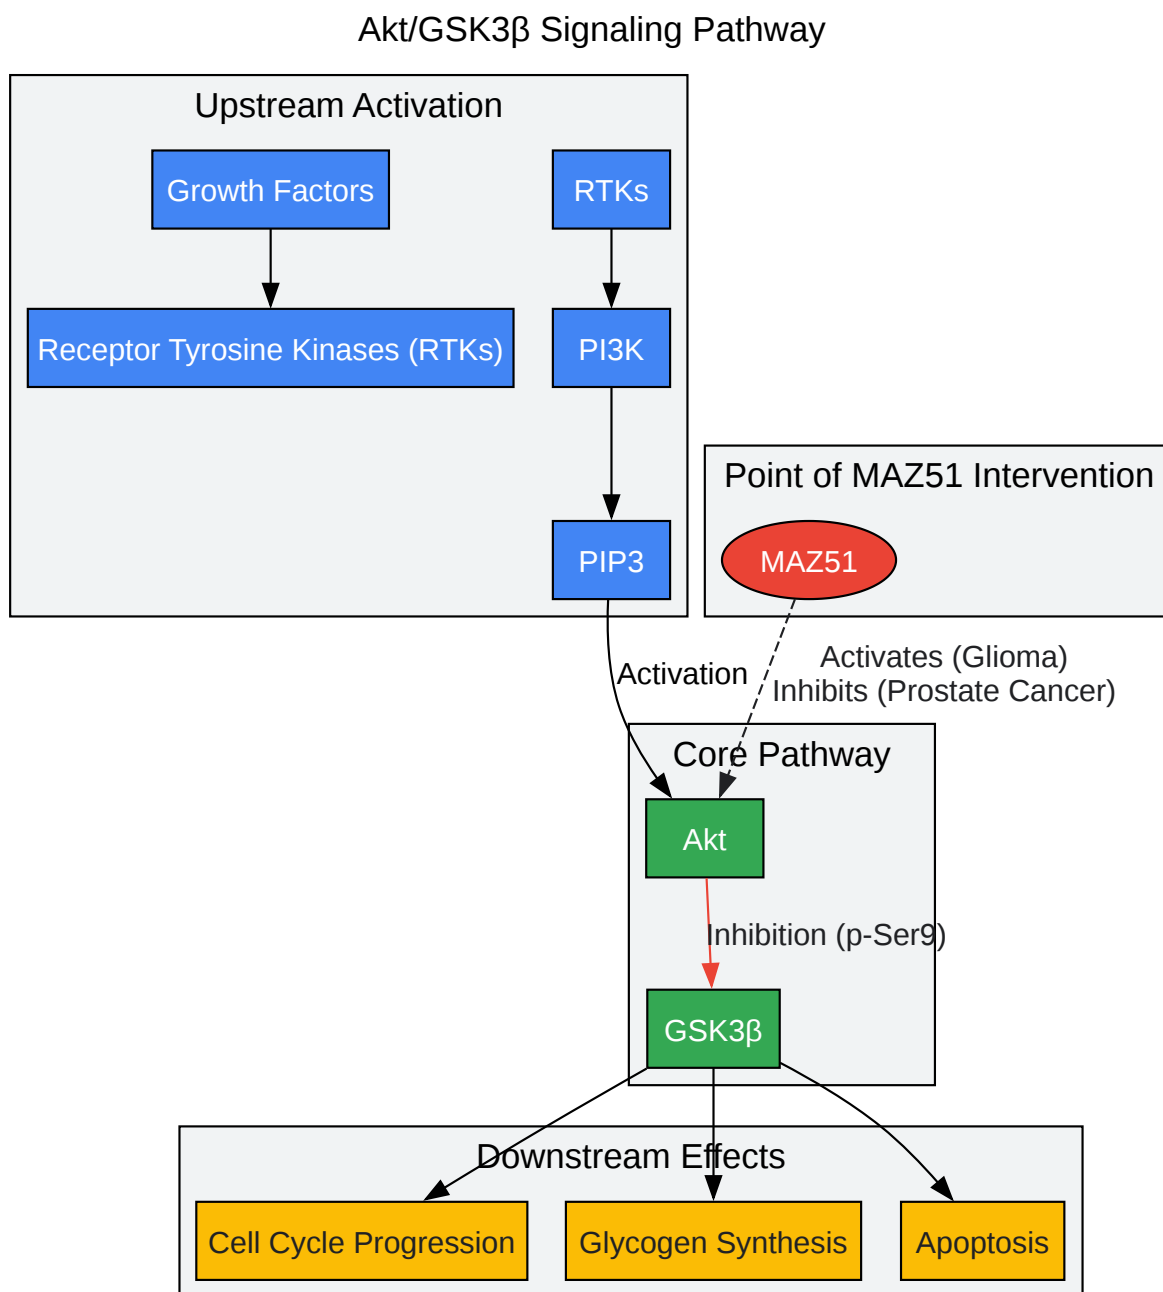 Akt/GSK3β Signaling Pathway
Upstream Activation
Growth Factors
RTKs
Receptor Tyrosine Kinases (RTKs)
PI3K
Point of MAZ51 Intervention
PIP3
MAZ51
Activation
Activates (Glioma)
Inhibits (Prostate Cancer)
Core Pathway
Akt
Inhibition (p-Ser9)
GSK3β
Downstream Effects
Cell Cycle Progression
Glycogen Synthesis
Apoptosis